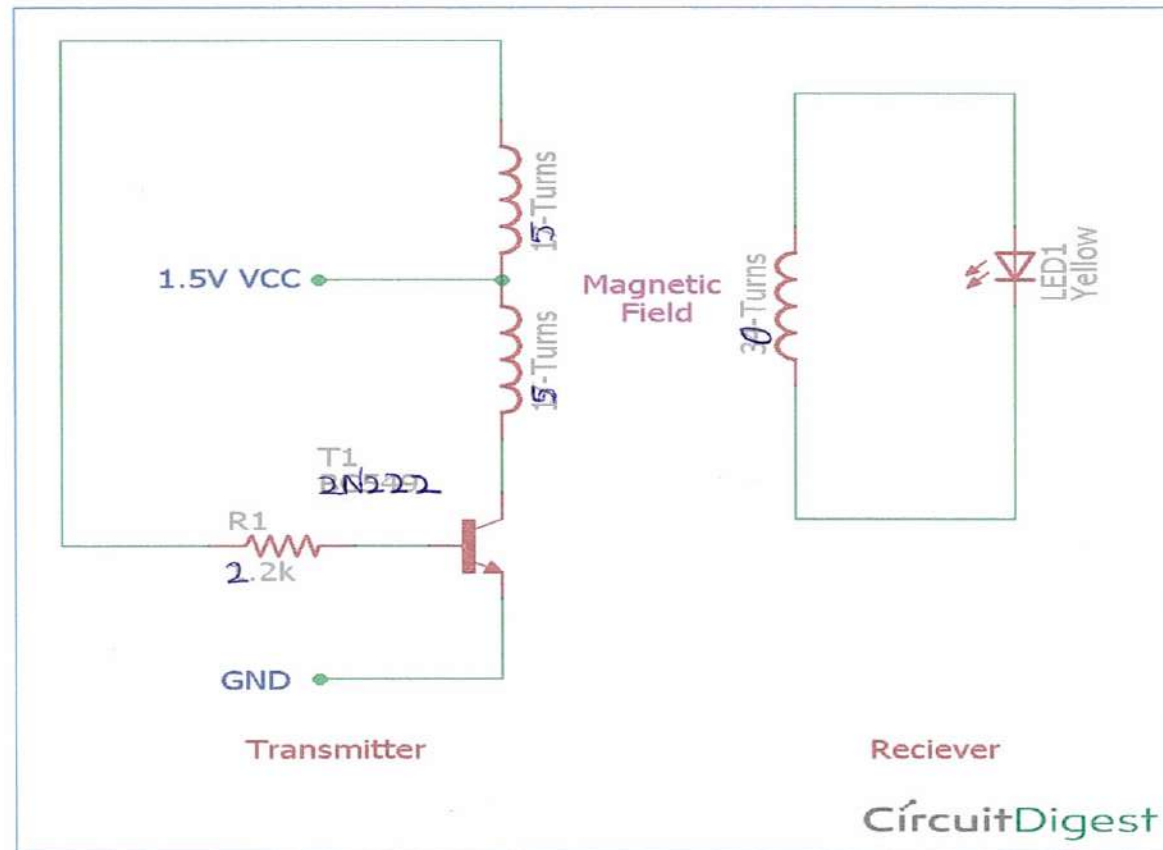 15-Turns
1.5V VCC
Magnetic
Field
15-Turns
30-Turns
LED1
Yellow
T1
2N222
R1
2.2k
GND
Transmitter
Reciever
CircuitDigest